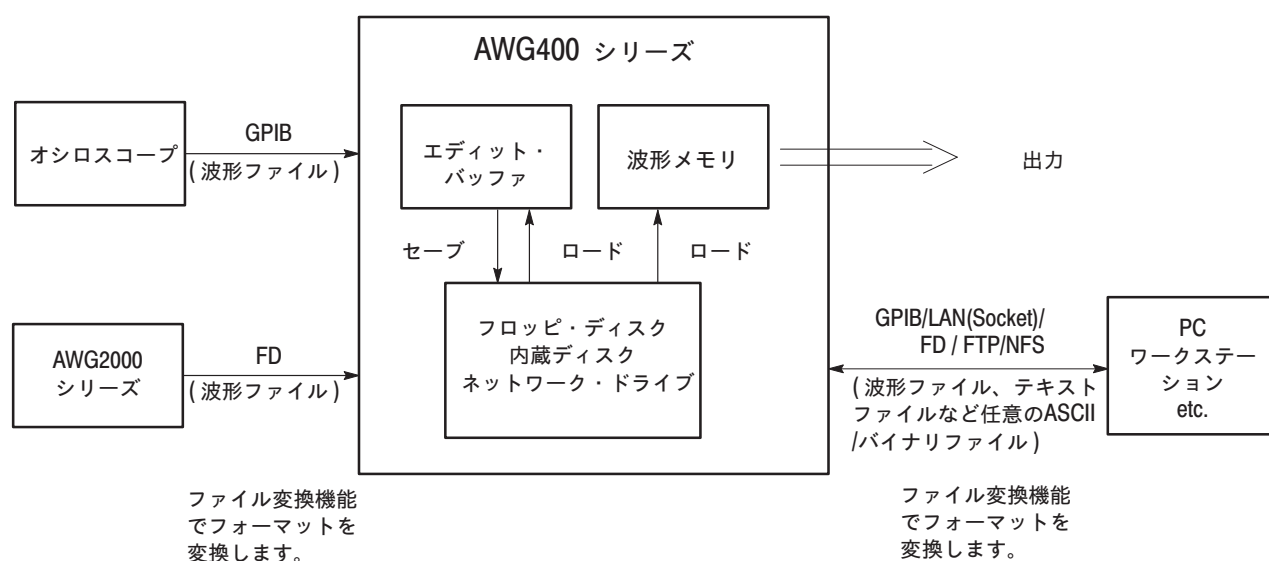 AWG400 シリーズ
オシロスコープ
GPIB
( 波形ファイル )
エディット・
バッファ
波形メモリ
出力
セーブ
ロード
ロード
AWG2000
シリーズ
FD
( 波形ファイル )
フロッピ・ディスク
内蔵ディスク
ネットワーク・ドライブ
GPIB/LAN(Socket)/
FD / FTP/NFS
( 波形ファイル、テキスト
ファイルなど任意のASCII
/バイナリファイル )
PC
ワークステー
ション
etc.
ファイル変換機能
でフォーマットを
変換します。
ファイル変換機能
でフォーマットを
変換します。